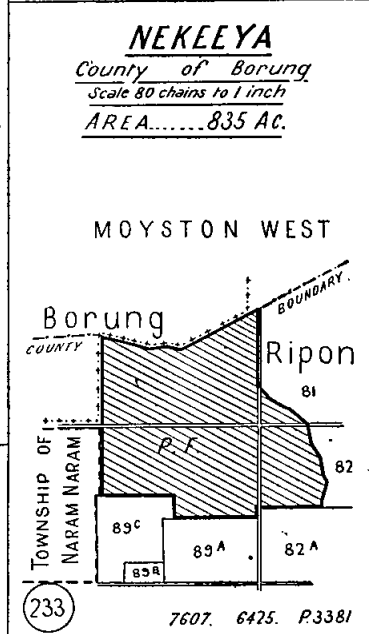 NEKEEYA
County of Borung
Scale 80 chains to 1 inch
AREA........835 AC.
MOYSTON WEST
BOUNDARY.
Borung
COUNTY
Ripon
81
P. F.
82
TOWNSHIP OF
NARAM NARAM
89C
89A
82A
89B
233
7607. 6425. P.3381